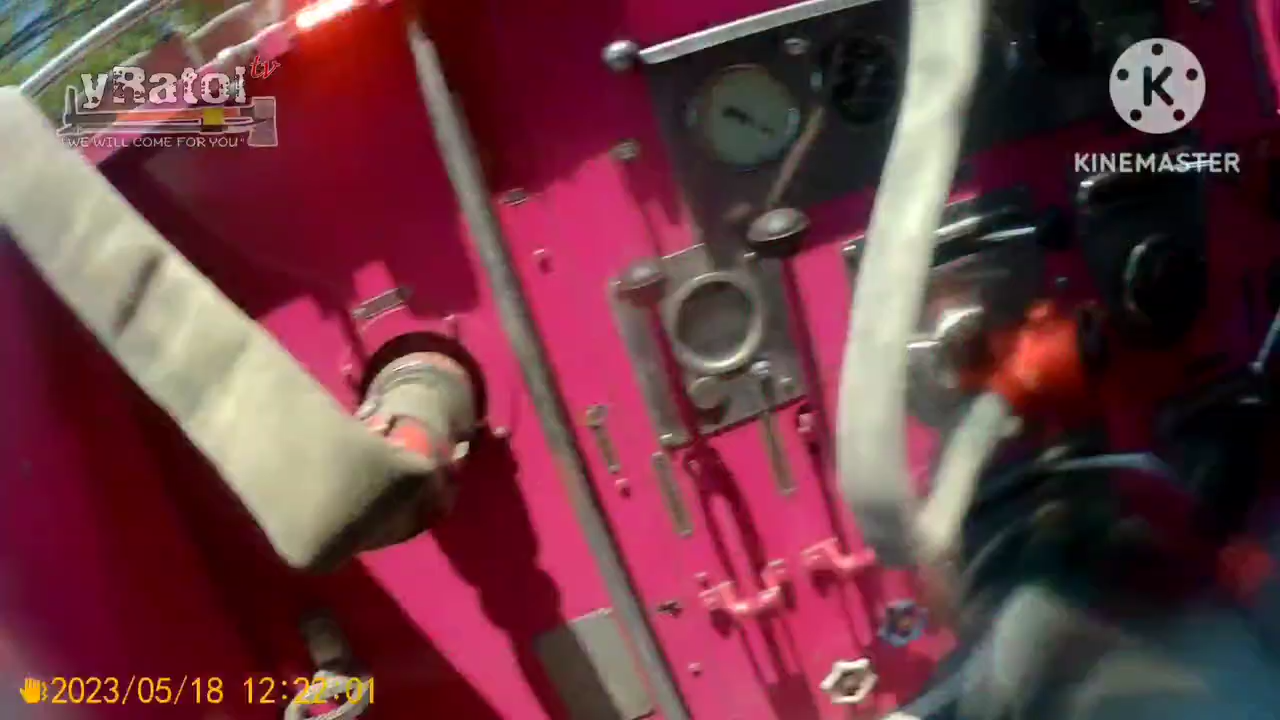 yRatoi tv
"WE WILL COME FOR YOU"
K
KINEMASTER
2023/05/18 12:22:01